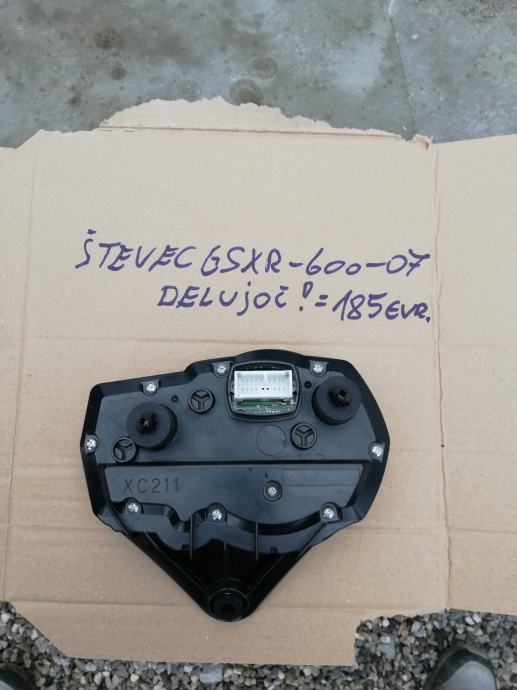 ŠTEVEC GSXR-600-07
DELUJOČ! = 185 EVR.
XC211